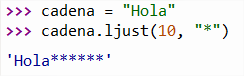 >>> cadena = "Hola"
>>> cadena.ljust(10, "*")
'Hola******'